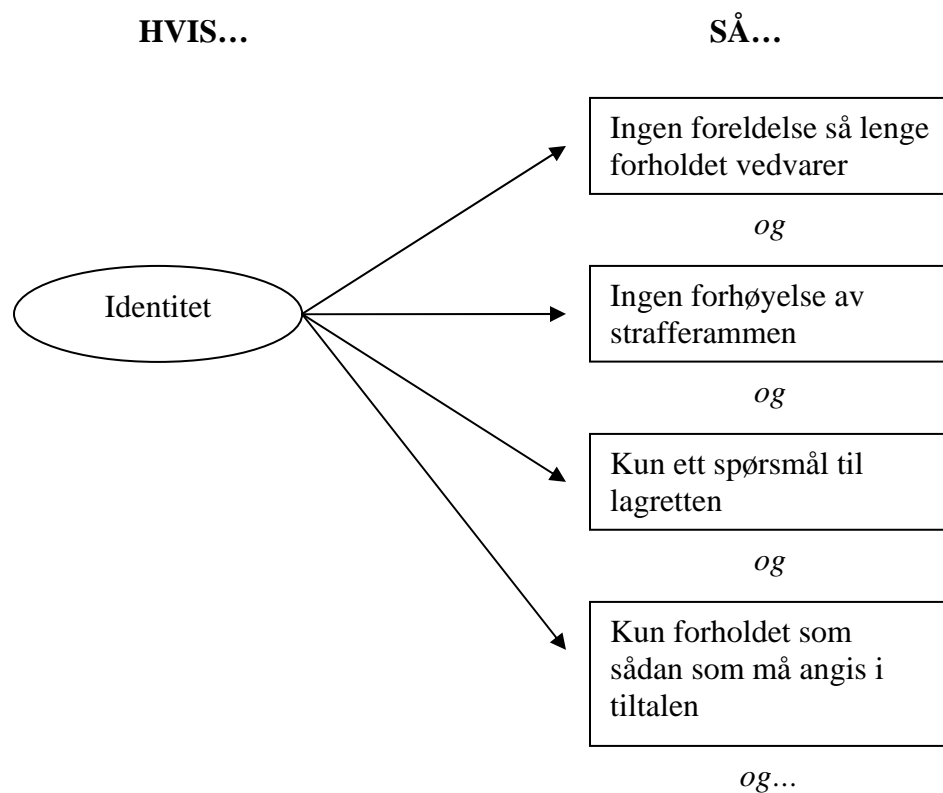 HVIS…
SÅ…
Ingen foreldelse så lenge
forholdet vedvarer
og
Identitet
Ingen forhøyelse av
strafferammen
og
Kun ett spørsmål til
lagretten
og
Kun forholdet som
sådan som må angis i
tiltalen
og…